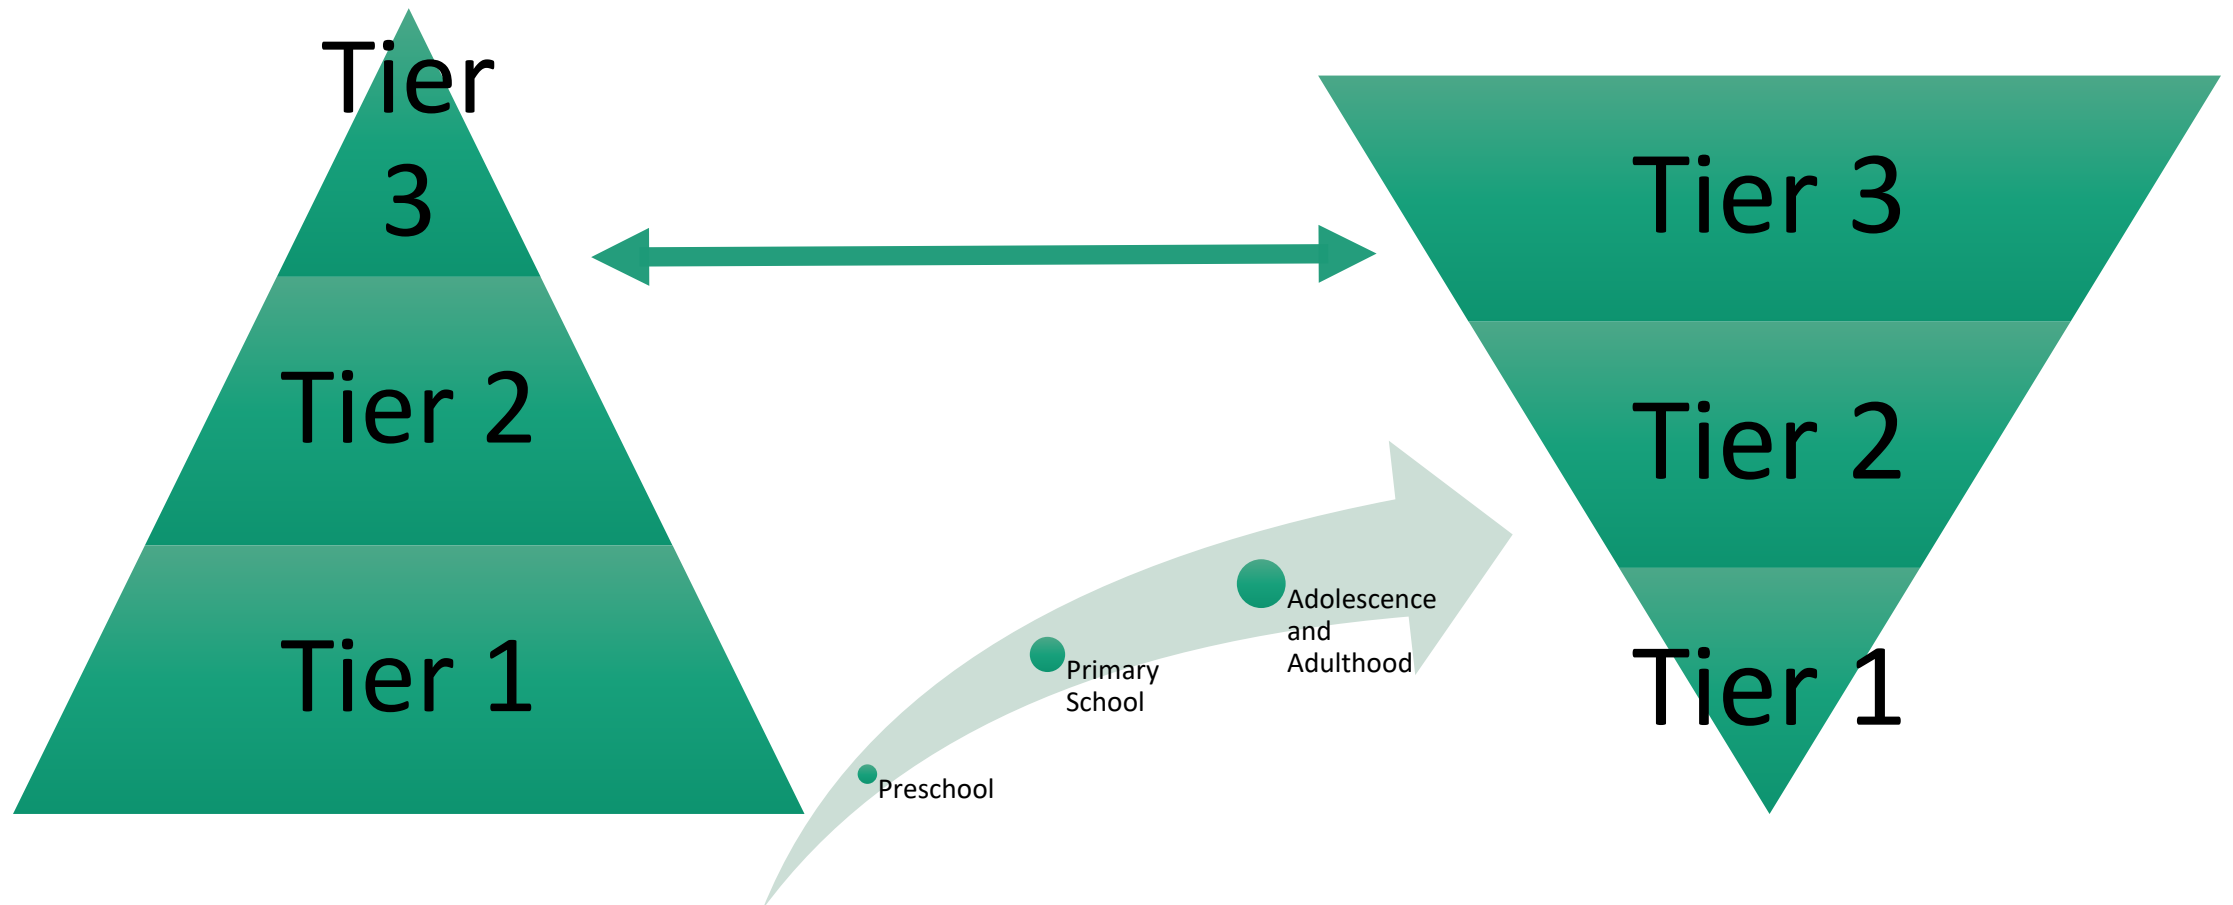 Tier
3
Tier 2
Tier 1
Preschool
Primary
School
Adolescence
and
Adulthood
Tier 3
Tier 2
Tier 1